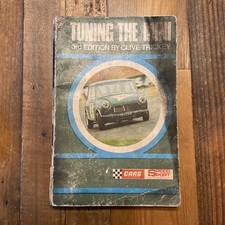 TUNING THE MINI
3rd EDITION BY CLIVE TRICKEY
CARS